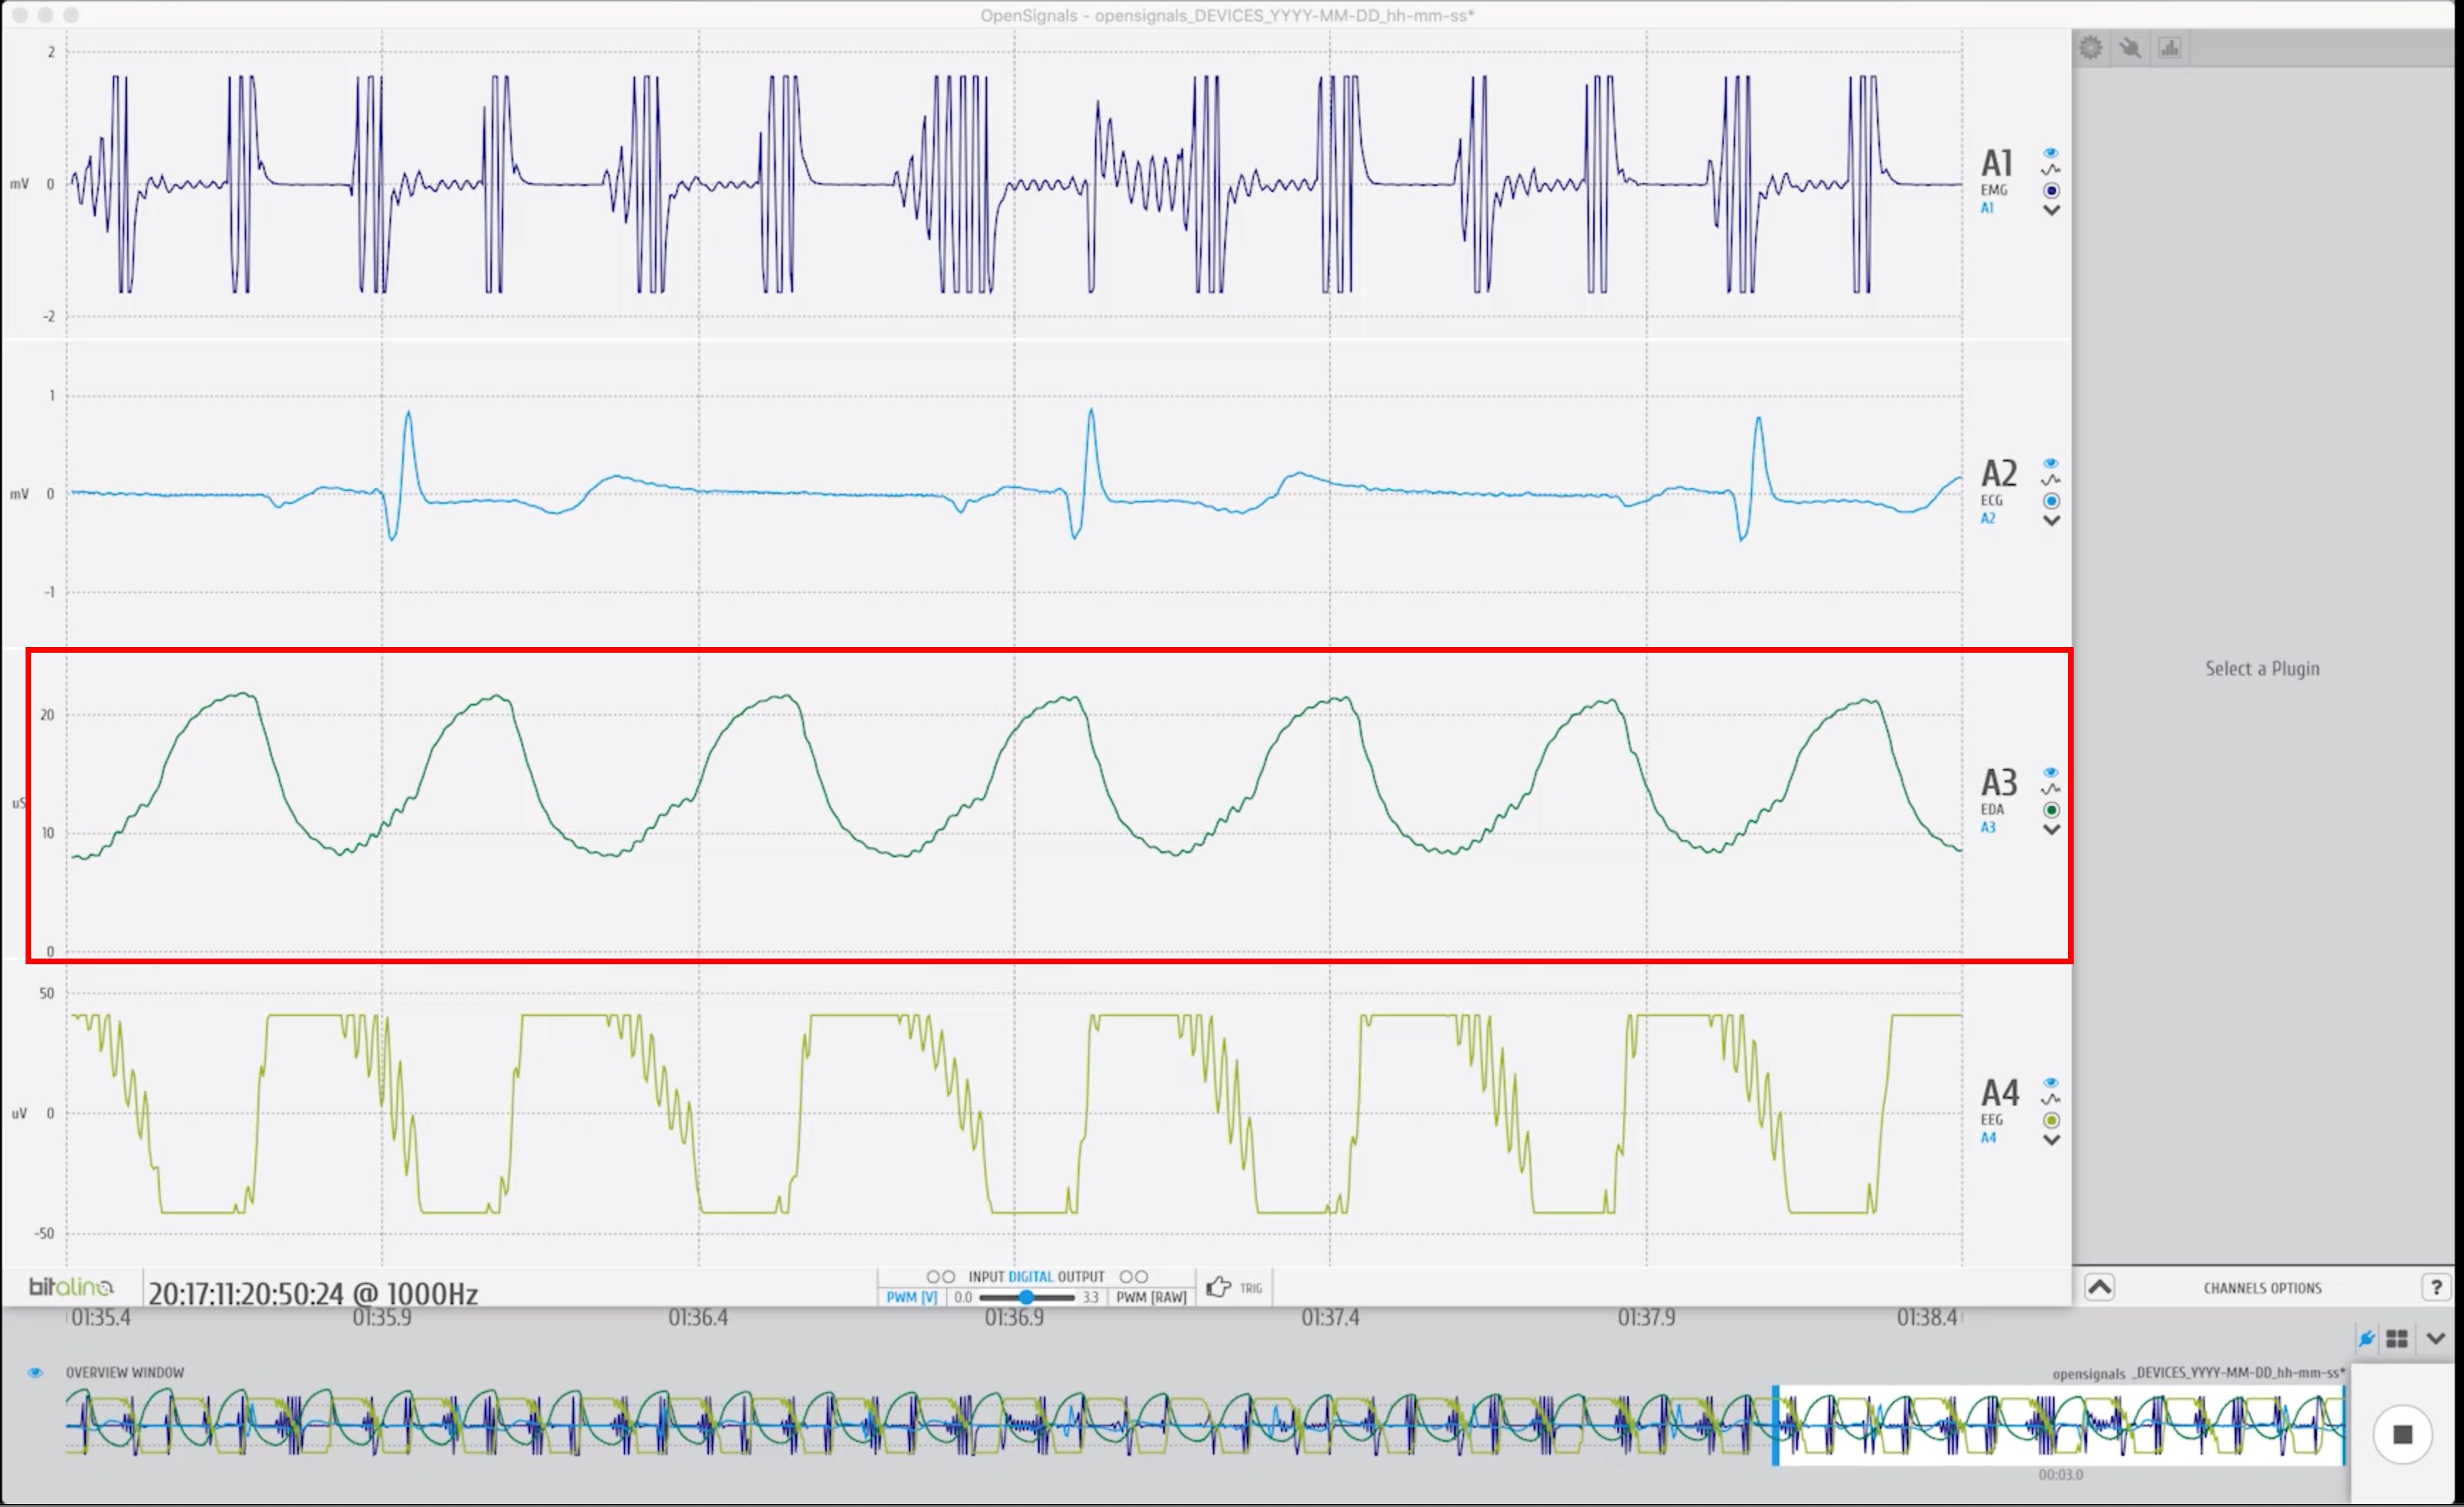 OpenSignals - opensignals_DEVICES_YYYY-MM-DD_hh-mm-ss*
2
mV 0
-2
A1
EMG
A1
1
mV 0
-1
A2
ECG
A2
20
uS
10
0
A3
EDA
A3
50
uV 0
-50
A4
EEG
A4
Select a Plugin
bitalino 20:17:11:20:50:24 @ 1000Hz
INPUT DIGITAL OUTPUT
PWM [V] 0.0 3.3 PWM [RAW]
TRIG
CHANNELS OPTIONS ?
01:35.4 01:35.9 01:36.4 01:36.9 01:37.4 01:37.9 01:38.4
OVERVIEW WINDOW
opensignals _DEVICES_YYYY-MM-DD_hh-mm-ss*
00:03.0